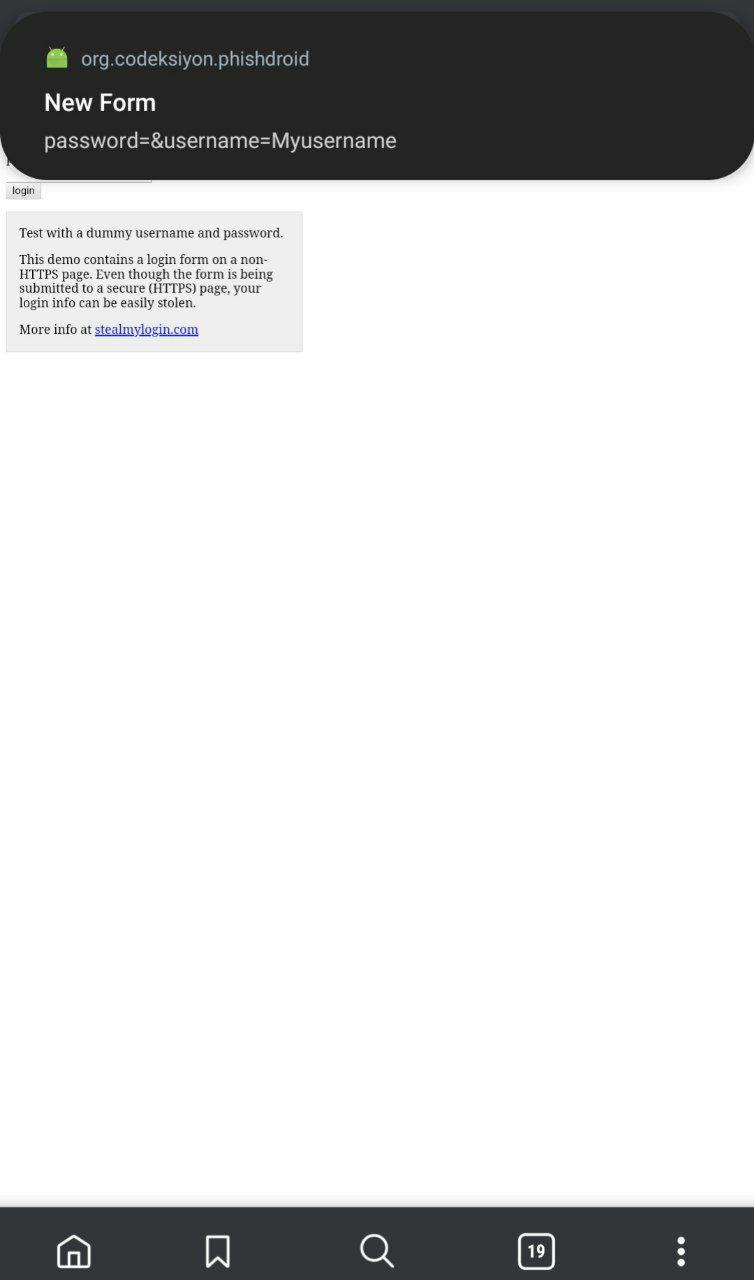 org.codeksiyon.phishdroid
New Form
password=&username=Myusername
login
Test with a dummy username and password.
This demo contains a login form on a non-
HTTPS page. Even though the form is being
submitted to a secure (HTTPS) page, your
login info can be easily stolen.
More info at stealmylogin.com
19